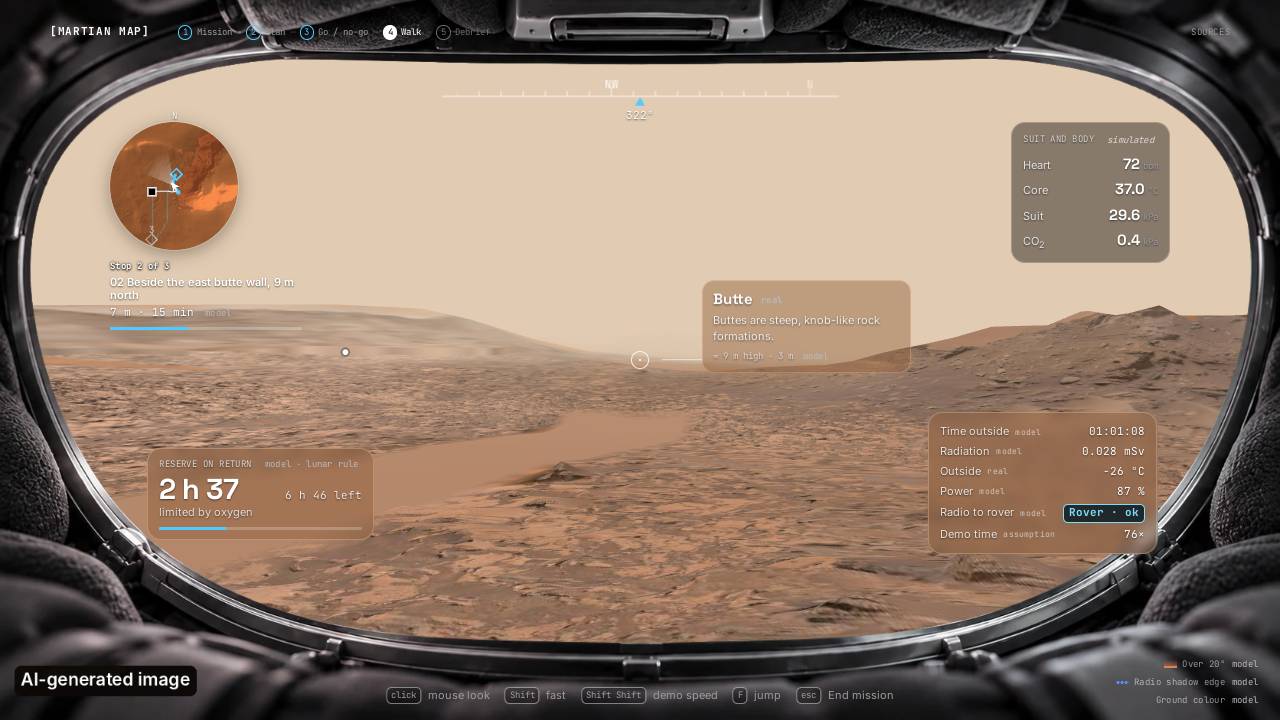 [MARTIAN MAP]
1 Mission 2 Plan 3 Go / no-go 4 Walk 5 Debrief
SOURCES
NW N
322°
N
3
Stop 2 of 3
02 Beside the east butte wall, 9 m
north
7 m · 15 min model
SUIT AND BODY simulated
Heart 72 bpm
Core 37.0 °C
Suit 29.6 kPa
CO2 0.4 kPa
Butte real
Buttes are steep, knob-like rock
formations.
≈ 9 m high · 3 m model
RESERVE ON RETURN model · lunar rule
2 h 37 6 h 46 left
limited by oxygen
Time outside model 01:01:08
Radiation model 0.028 mSv
Outside real -26 °C
Power model 87 %
Radio to rover model Rover · ok
Demo time assumption 76×
AI-generated image
click mouse look Shift fast Shift Shift demo speed F jump esc End mission
Over 20° model
Radio shadow edge model
Ground colour model